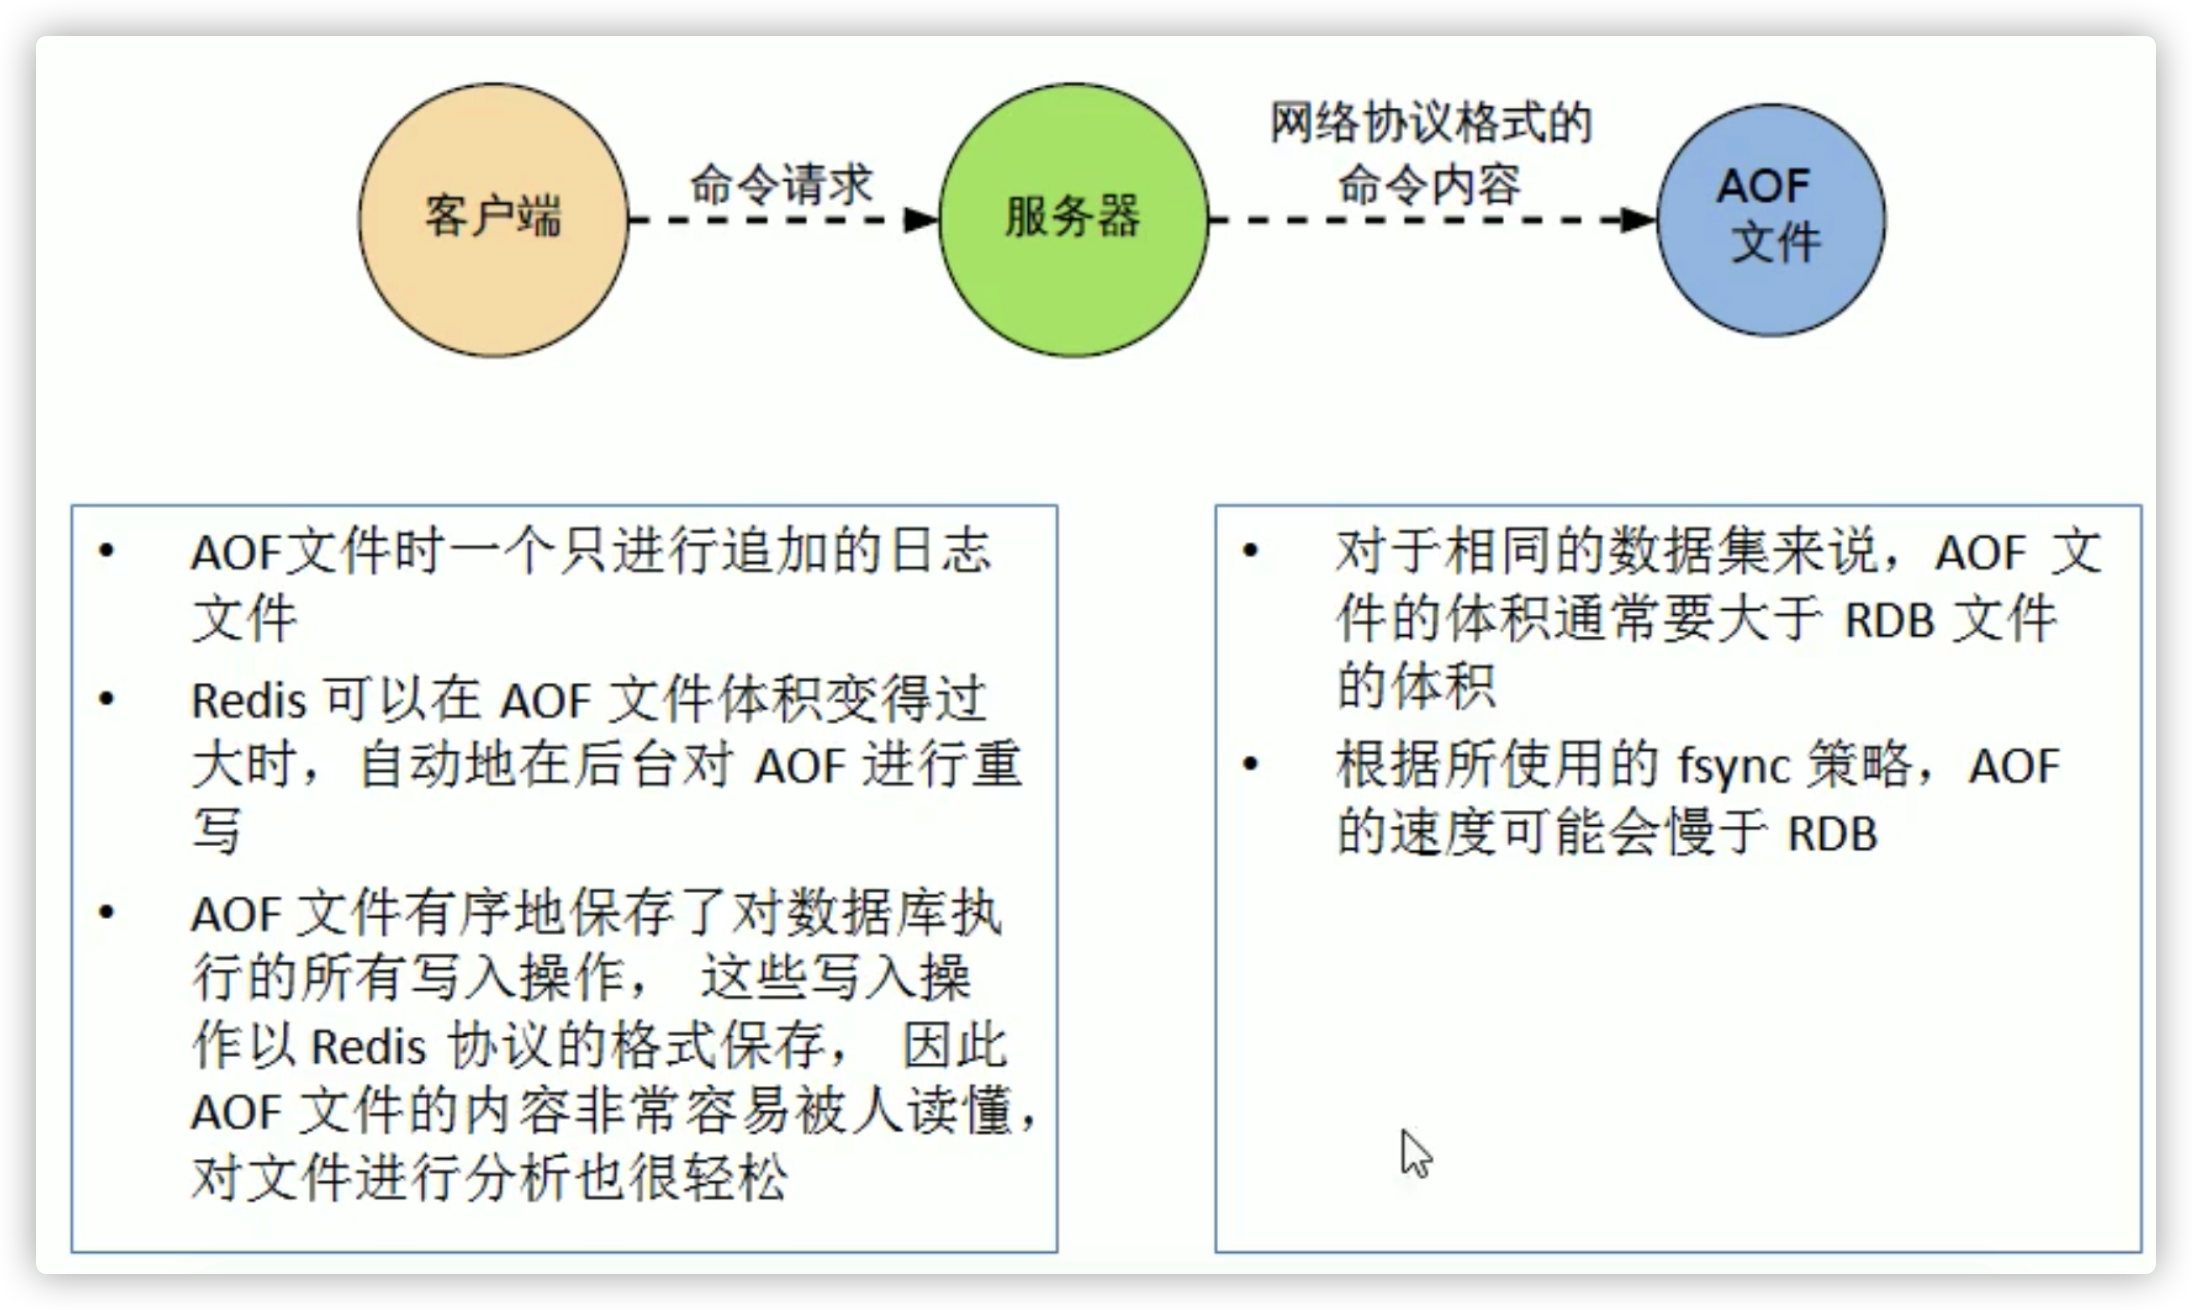 客户端
命令请求
服务器
网络协议格式的
命令内容
AOF
文件
• AOF文件时一个只进行追加的日志
文件
• Redis 可以在 AOF 文件体积变得过
大时，自动地在后台对 AOF 进行重
写
• AOF 文件有序地保存了对数据库执
行的所有写入操作， 这些写入操
作以 Redis 协议的格式保存， 因此
AOF 文件的内容非常容易被人读懂，
对文件进行分析也很轻松
• 对于相同的数据集来说，AOF 文
件的体积通常要大于 RDB 文件
的体积
• 根据所使用的 fsync 策略，AOF
的速度可能会慢于 RDB